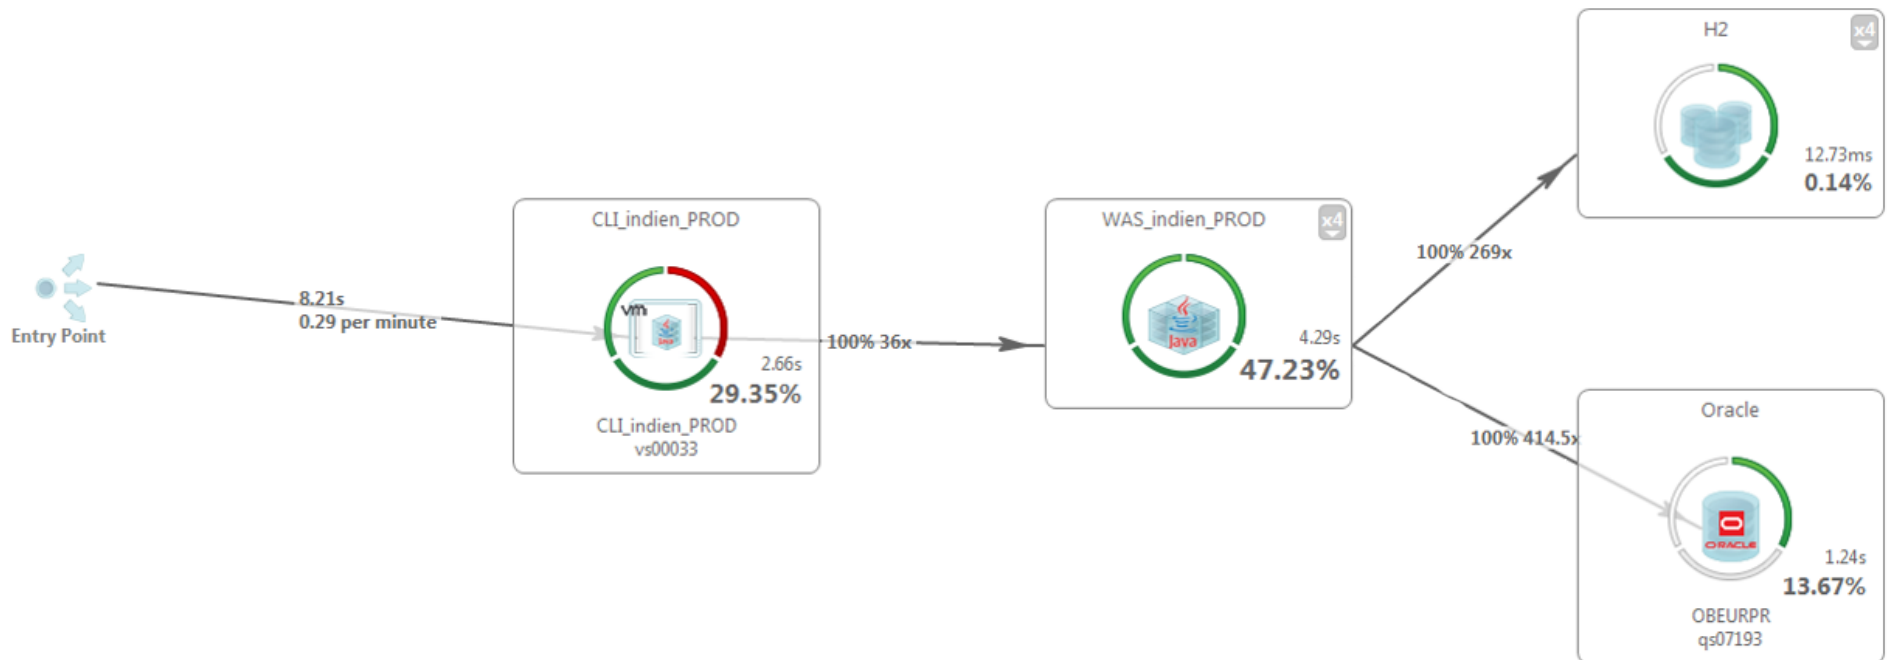 Entry Point
8.21s
0.29 per minute
CLI_indien_PROD
vm
Java
2.66s
29.35%
CLI_indien_PROD
vs00033
100% 36x
WAS_indien_PROD
x4
Java
4.29s
47.23%
100% 269x
100% 414.5x
H2
x4
12.73ms
0.14%
Oracle
ORACLE
1.24s
13.67%
OBEURPR
qs07193